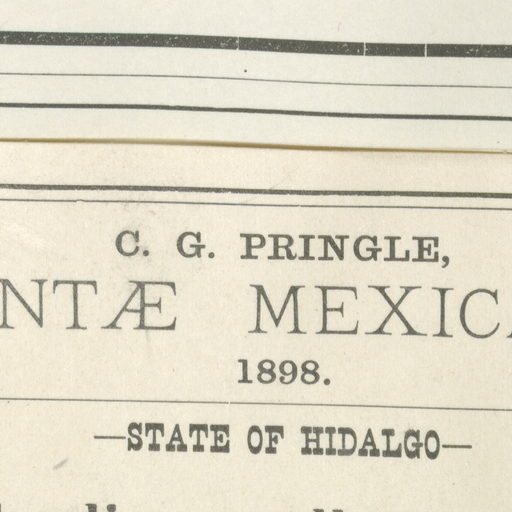 C. G. PRINGLE,
NTÆ MEXIC
1898.
—STATE OF HIDALGO—